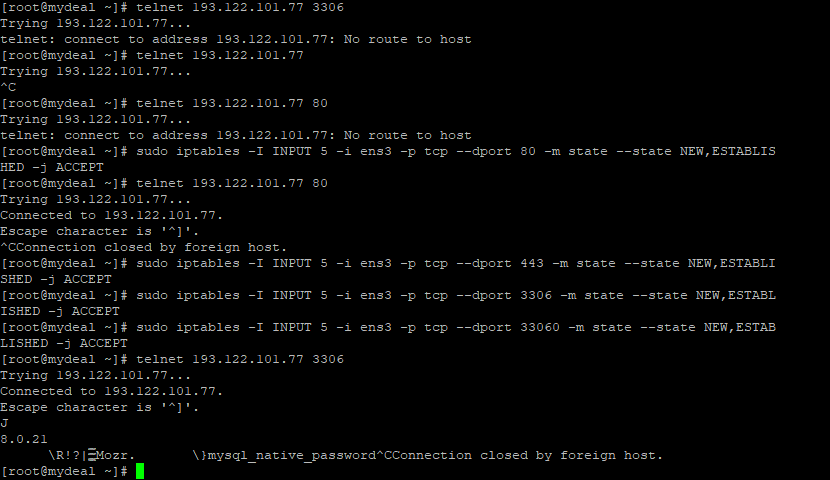 [root@mydeal ~]# telnet 193.122.101.77 3306
Trying 193.122.101.77...
telnet: connect to address 193.122.101.77: No route to host
[root@mydeal ~]# telnet 193.122.101.77
Trying 193.122.101.77...
^C
[root@mydeal ~]# telnet 193.122.101.77 80
Trying 193.122.101.77...
telnet: connect to address 193.122.101.77: No route to host
[root@mydeal ~]# sudo iptables -I INPUT 5 -i ens3 -p tcp --dport 80 -m state --state NEW,ESTABLIS
HED -j ACCEPT
[root@mydeal ~]# telnet 193.122.101.77 80
Trying 193.122.101.77...
Connected to 193.122.101.77.
Escape character is '^]'.
^CConnection closed by foreign host.
[root@mydeal ~]# sudo iptables -I INPUT 5 -i ens3 -p tcp --dport 443 -m state --state NEW,ESTABLI
SHED -j ACCEPT
[root@mydeal ~]# sudo iptables -I INPUT 5 -i ens3 -p tcp --dport 3306 -m state --state NEW,ESTABL
ISHED -j ACCEPT
[root@mydeal ~]# sudo iptables -I INPUT 5 -i ens3 -p tcp --dport 33060 -m state --state NEW,ESTAB
LISHED -j ACCEPT
[root@mydeal ~]# telnet 193.122.101.77 3306
Trying 193.122.101.77...
Connected to 193.122.101.77.
Escape character is '^]'.
J
8.0.21
\R!?|Mozr. \}mysql_native_password^CConnection closed by foreign host.
[root@mydeal ~]#